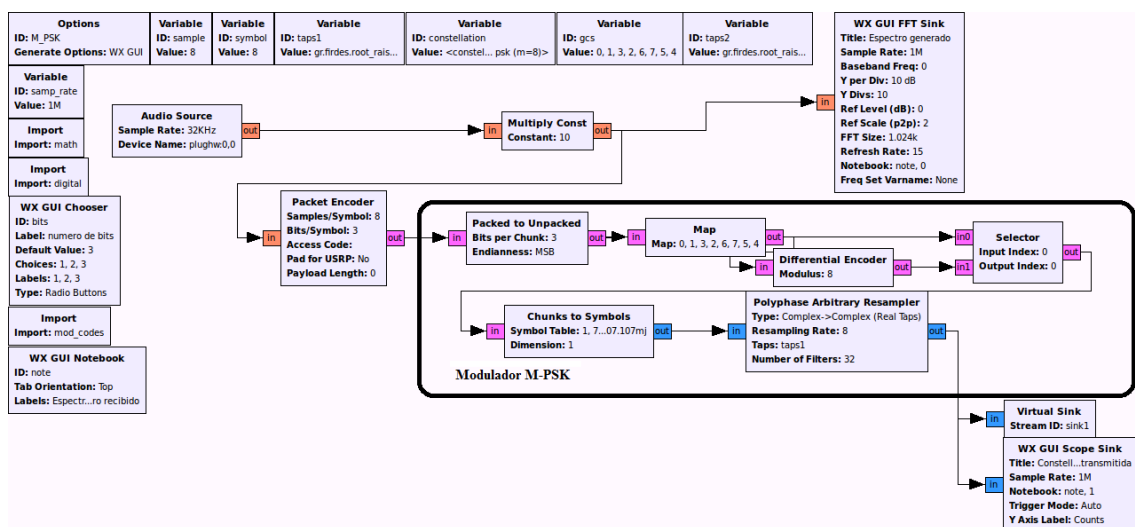 Options
ID: M_PSK
Generate Options: WX GUI
Variable
ID: sample
Value: 8
Variable
ID: symbol
Value: 8
Variable
ID: taps1
Value: gr.firdes.root_rais...
Variable
ID: constellation
Value: <constel... psk (m=8)>
Variable
ID: gcs
Value: 0, 1, 3, 2, 6, 7, 5, 4
Variable
ID: taps2
Value: gr.firdes.root_rais...
WX GUI FFT Sink
Title: Espectro generado
Sample Rate: 1M
Baseband Freq: 0
Y per Div: 10 dB
Y Divs: 10
Ref Level (dB): 0
Ref Scale (p2p): 2
FFT Size: 1.024k
Refresh Rate: 15
Notebook: note, 0
Freq Set Varname: None
in
Variable
ID: samp_rate
Value: 1M
Import
Import: math
Import
Import: digital
WX GUI Chooser
ID: bits
Label: numero de bits
Default Value: 3
Choices: 1, 2, 3
Labels: 1, 2, 3
Type: Radio Buttons
Import
Import: mod_codes
WX GUI Notebook
ID: note
Tab Orientation: Top
Labels: Espectr...ro recibido
Audio Source
Sample Rate: 32KHz
Device Name: plughw:0,0
out
in
Multiply Const
Constant: 10
out
in
Packet Encoder
Samples/Symbol: 8
Bits/Symbol: 3
Access Code:
Pad for USRP: No
Payload Length: 0
out
in
Packed to Unpacked
Bits per Chunk: 3
Endianness: MSB
out
in
Map
Map: 0, 1, 3, 2, 6, 7, 5, 4
out
in
Differential Encoder
Modulus: 8
out
in0
in1
Selector
Input Index: 0
Output Index: 0
out
in
Chunks to Symbols
Symbol Table: 1, 7...07.107mj
Dimension: 1
out
in
Polyphase Arbitrary Resampler
Type: Complex->Complex (Real Taps)
Resampling Rate: 8
Taps: taps1
Number of Filters: 32
out
Modulador M-PSK
in
Virtual Sink
Stream ID: sink1
in
WX GUI Scope Sink
Title: Constell...transmitida
Sample Rate: 1M
Notebook: note, 1
Trigger Mode: Auto
Y Axis Label: Counts